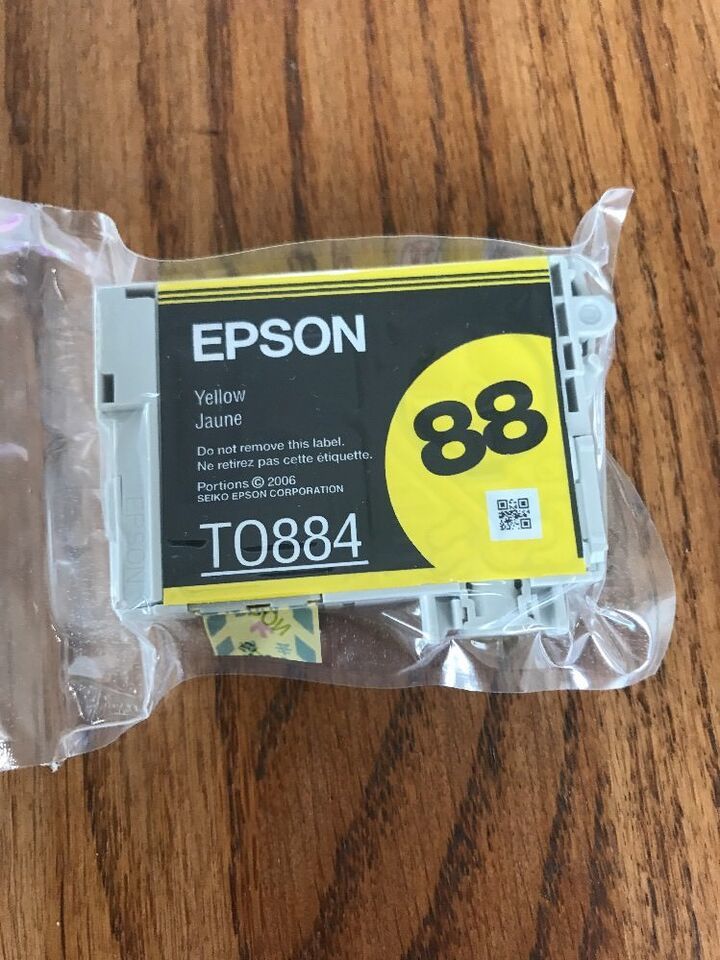 EPSON
Yellow
Jaune
88
Do not remove this label.
Ne retirez pas cette étiquette.
Portions © 2006
SEIKO EPSON CORPORATION
T0884
EPSON